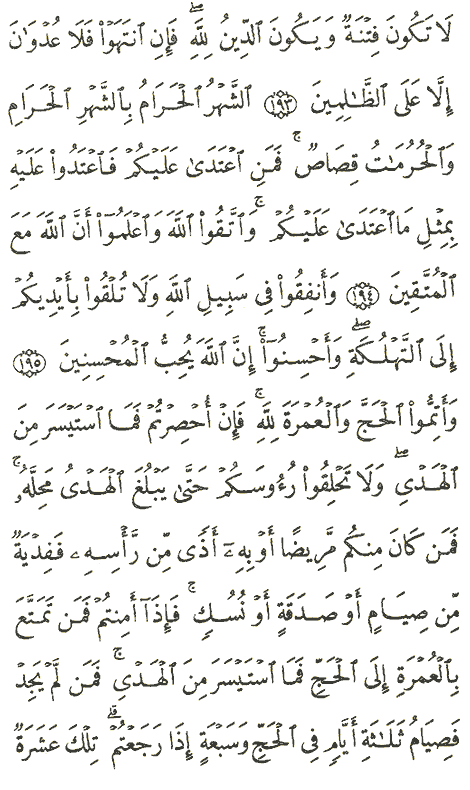 لَا تَكُونَ فِتْنَةٌ وَيَكُونَ ٱلدِّينُ لِلَّهِ ۖ فَإِنِ ٱنتَهَوْا۟ فَلَا عُدْوَٰنَ
إِلَّا عَلَى ٱلظَّٰلِمِينَ ١٩٣ ٱلشَّهْرُ ٱلْحَرَامُ بِٱلشَّهْرِ ٱلْحَرَامِ
وَٱلْحُرُمَٰتُ قِصَاصٌ ۚ فَمَنِ ٱعْتَدَىٰ عَلَيْكُمْ فَٱعْتَدُوا۟ عَلَيْهِ
بِمِثْلِ مَا ٱعْتَدَىٰ عَلَيْكُمْ ۚ وَٱتَّقُوا۟ ٱللَّهَ وَٱعْلَمُوٓا۟ أَنَّ ٱللَّهَ مَعَ
ٱلْمُتَّقِينَ ١٩٤ وَأَنفِقُوا۟ فِى سَبِيلِ ٱللَّهِ وَلَا تُلْقُوا۟ بِأَيْدِيكُمْ
إِلَى ٱلتَّهْلُكَةِ ۛ وَأَحْسِنُوٓا۟ ۛ إِنَّ ٱللَّهَ يُحِبُّ ٱلْمُحْسِنِينَ ١٩٥
وَأَتِمُّوا۟ ٱلْحَجَّ وَٱلْعُمْرَةَ لِلَّهِ ۚ فَإِنْ أُحْصِرْتُمْ فَمَا ٱسْتَيْسَرَ مِنَ
ٱلْهَدْىِ ۖ وَلَا تَحْلِقُوا۟ رُءُوسَكُمْ حَتَّىٰ يَبْلُغَ ٱلْهَدْىُ مَحِلَّهُۥ ۚ
فَمَن كَانَ مِنكُم مَّرِيضًا أَوْ بِهِۦٓ أَذًى مِّن رَّأْسِهِۦ فَفِدْيَةٌ
مِّن صِيَامٍ أَوْ صَدَقَةٍ أَوْ نُسُكٍ ۚ فَإِذَآ أَمِنتُمْ فَمَن تَمَتَّعَ
بِٱلْعُمْرَةِ إِلَى ٱلْحَجِّ فَمَا ٱسْتَيْسَرَ مِنَ ٱلْهَدْىِ ۚ فَمَن لَّمْ يَجِدْ
فَصِيَامُ ثَلَٰثَةِ أَيَّامٍ فِى ٱلْحَجِّ وَسَبْعَةٍ إِذَا رَجَعْتُمْ ۗ تِلْكَ عَشَرَةٌ